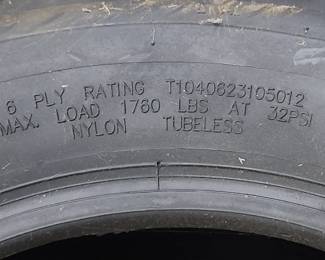 6 PLY RATING T1040623105012
MAX. LOAD 1760 LBS AT 32PSI
NYLON TUBELESS